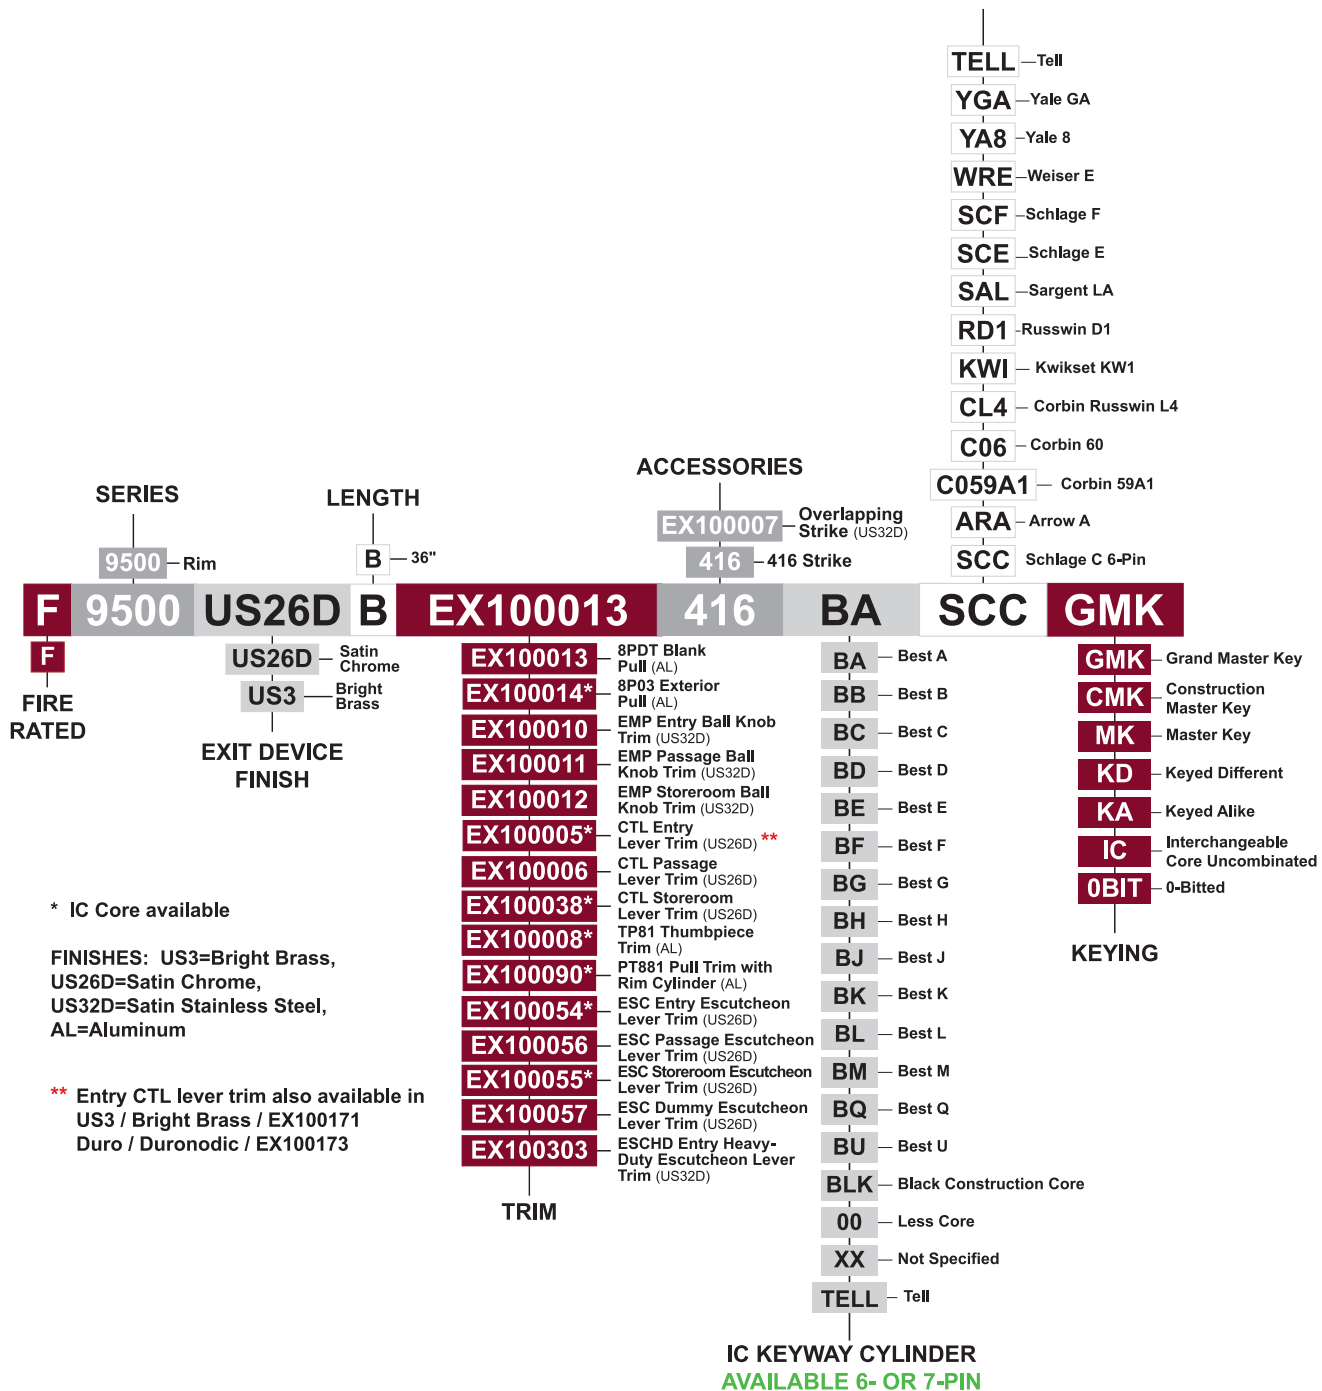 TELL Tell
YGA Yale GA
YA8 Yale 8
WRE Weiser E
SCF Schlage F
SCE Schlage E
SAL Sargent LA
RD1 Russwin D1
KWI Kwikset KW1
CL4 Corbin Russwin L4
C06 Corbin 60
C059A1 Corbin 59A1
ARA Arrow A
SCC Schlage C 6-Pin
SERIES
9500 Rim
LENGTH
B 36"
ACCESSORIES
EX100007 Overlapping
Strike (US32D)
416 416 Strike
F 9500 US26D B EX100013 416 BA SCC GMK
F
FIRE
RATED
US26D Satin
Chrome
US3 Bright
Brass
EXIT DEVICE
FINISH
EX100013 8PDT Blank
Pull (AL)
EX100014* 8P03 Exterior
Pull (AL)
EX100010 EMP Entry Ball Knob
Trim (US32D)
EX100011 EMP Passage Ball
Knob Trim (US32D)
EX100012 EMP Storeroom Ball
Knob Trim (US32D)
EX100005* CTL Entry
Lever Trim (US26D) **
EX100006 CTL Passage
Lever Trim (US26D)
EX100038* CTL Storeroom
Lever Trim (US26D)
EX100008* TP81 Thumbpiece
Trim (AL)
EX100090* PT881 Pull Trim with
Rim Cylinder (AL)
EX100054* ESC Entry Escutcheon
Lever Trim (US26D)
EX100056 ESC Passage Escutcheon
Lever Trim (US26D)
EX100055* ESC Storeroom Escutcheon
Lever Trim (US26D)
EX100057 ESC Dummy Escutcheon
Lever Trim (US26D)
EX100303 ESCHD Entry Heavy-
Duty Escutcheon Lever
Trim (US32D)
TRIM
BA Best A
BB Best B
BC Best C
BD Best D
BE Best E
BF Best F
BG Best G
BH Best H
BJ Best J
BK Best K
BL Best L
BM Best M
BQ Best Q
BU Best U
BLK Black Construction Core
00 Less Core
XX Not Specified
TELL Tell
IC KEYWAY CYLINDER
AVAILABLE 6- OR 7-PIN
GMK Grand Master Key
CMK Construction
Master Key
MK Master Key
KD Keyed Different
KA Keyed Alike
IC Interchangeable
Core Uncombinated
0BIT 0-Bitted
KEYING
* IC Core available
FINISHES: US3=Bright Brass,
US26D=Satin Chrome,
US32D=Satin Stainless Steel,
AL=Aluminum
** Entry CTL lever trim also available in
US3 / Bright Brass / EX100171
Duro / Duronodic / EX100173